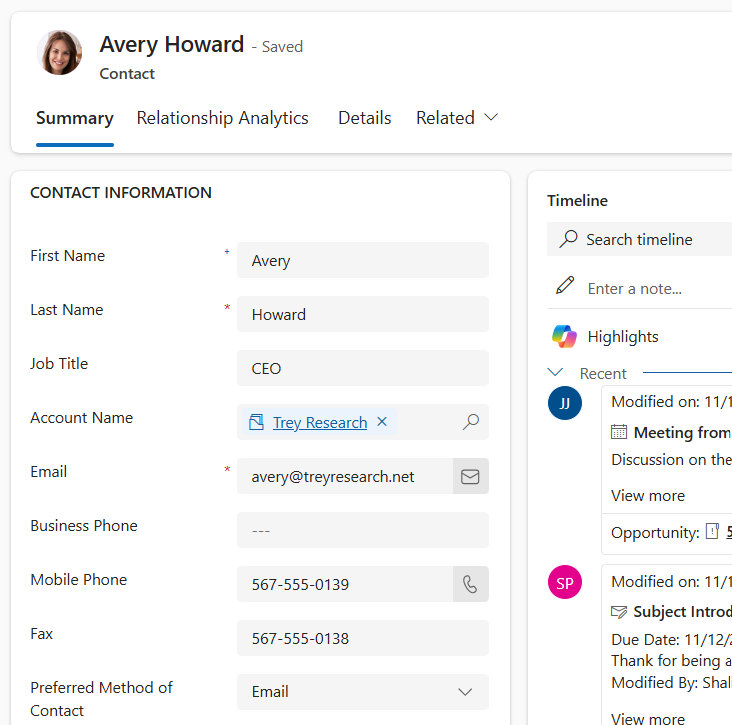 Avery Howard - Saved
Contact
Summary Relationship Analytics Details Related
CONTACT INFORMATION
First Name * Avery
Last Name * Howard
Job Title CEO
Account Name Trey Research
Email * avery@treyresearch.net
Business Phone ---
Mobile Phone 567-555-0139
Fax 567-555-0138
Preferred Method of
Contact
Email
Timeline
Search timeline
Enter a note...
Highlights
Recent
JJ
Modified on: 11/1
Meeting from
Discussion on the
View more
Opportunity: 5
SP
Modified on: 11/1
Subject Introd
Due Date: 11/12/2
Thank for being a
Modified By: Shal
View more